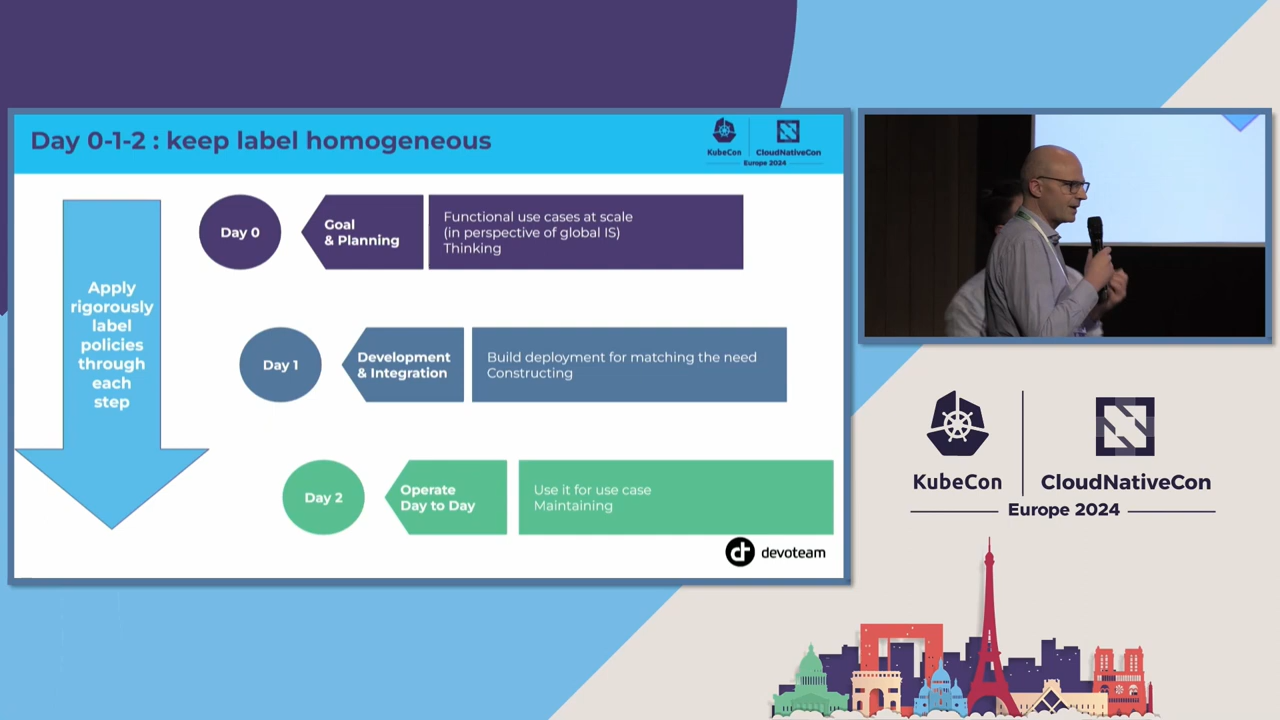 Day 0-1-2 : keep label homogeneous
KubeCon
CloudNativeCon
Europe 2024
Apply
rigorously
label
policies
through
each
step
Day 0
Goal
& Planning
Functional use cases at scale
(in perspective of global IS)
Thinking
Day 1
Development
& Integration
Build deployment for matching the need
Constructing
Day 2
Operate
Day to Day
Use it for use case
Maintaining
devoteam
KubeCon
CloudNativeCon
Europe 2024